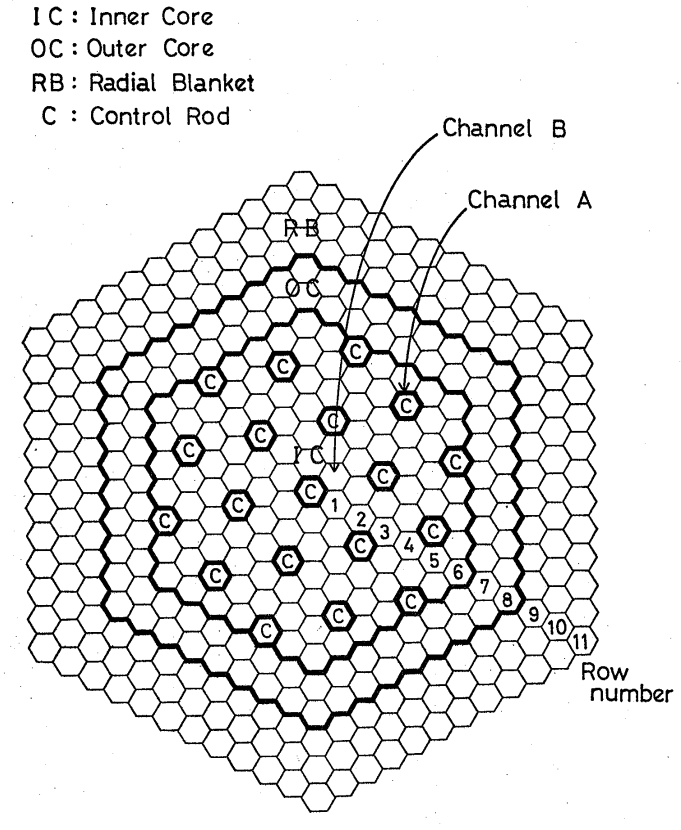 IC: Inner Core
OC: Outer Core
RB: Radial Blanket
C : Control Rod
Channel B
Channel A
RB
OC
C
C
C
C
C
C
C
IC
C
C
C
1
C
2
C
3
C
C
4
C
5
C
6
C
7
C
8
C
9
C
10
C
11
Row
number